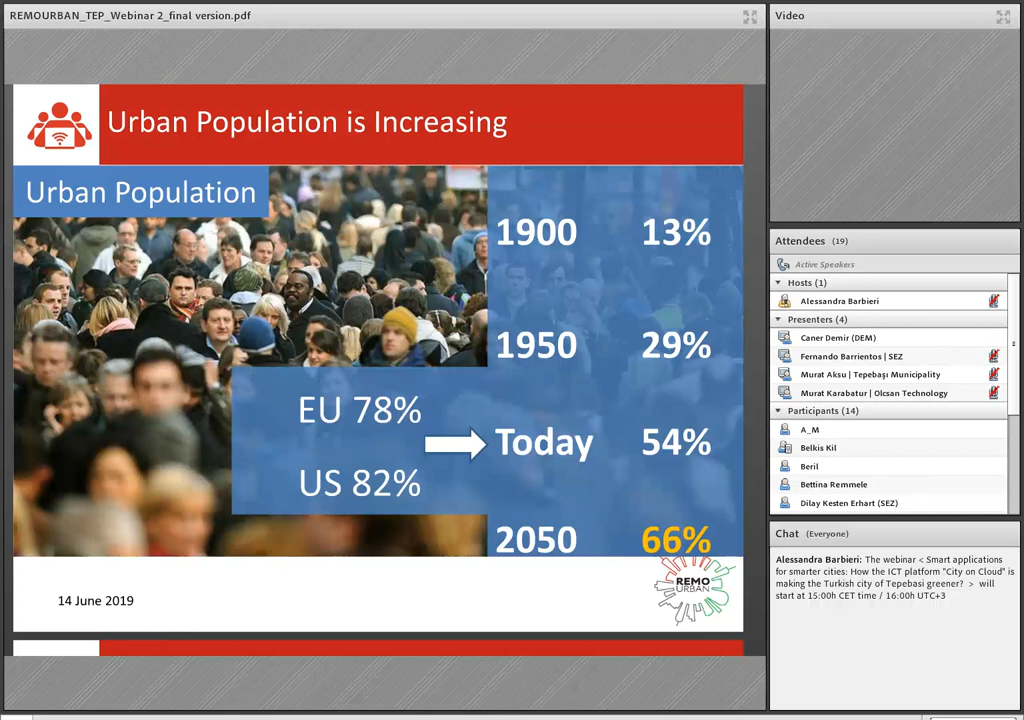 REMOURBAN_TEP_Webinar 2_final version.pdf
Urban Population is Increasing
Urban Population
1900 13%
1950 29%
EU 78%
US 82%
Today 54%
2050 66%
14 June 2019
REMO
URBAN
Video
Attendees (19)
Active Speakers
Hosts (1)
Alessandra Barbieri
Presenters (4)
Caner Demir (DEM)
Fernando Barrientos | SEZ
Murat Aksu | Tepebaşı Municipality
Murat Karabatur | Olcsan Technology
Participants (14)
A_M
Belkis Kil
Beril
Bettina Remmele
Dilay Kesten Erhart (SEZ)
Chat (Everyone)
Alessandra Barbieri: The webinar < Smart applications
for smarter cities: How the ICT platform "City on Cloud" is
making the Turkish city of Tepebasi greener? > will
start at 15:00h CET time / 16:00h UTC+3